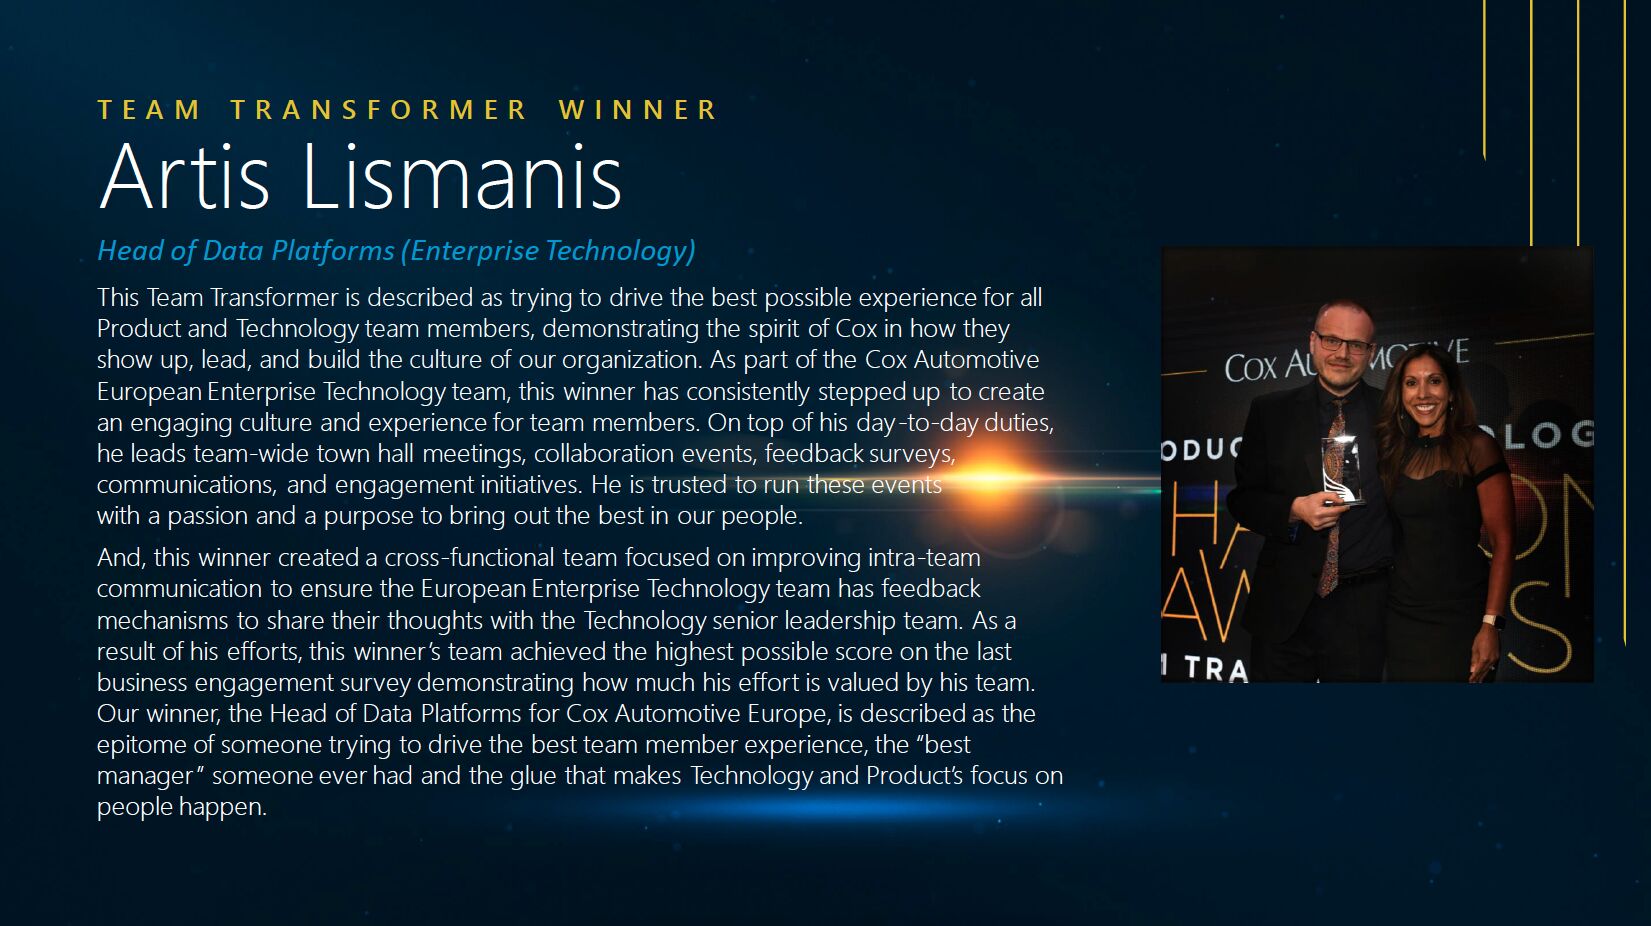 TEAM TRANSFORMER WINNER
Artis Lismanis
Head of Data Platforms (Enterprise Technology)
This Team Transformer is described as trying to drive the best possible experience for all
Product and Technology team members, demonstrating the spirit of Cox in how they
show up, lead, and build the culture of our organization. As part of the Cox Automotive
European Enterprise Technology team, this winner has consistently stepped up to create
an engaging culture and experience for team members. On top of his day-to-day duties,
he leads team-wide town hall meetings, collaboration events, feedback surveys,
communications, and engagement initiatives. He is trusted to run these events
with a passion and a purpose to bring out the best in our people.
And, this winner created a cross-functional team focused on improving intra-team
communication to ensure the European Enterprise Technology team has feedback
mechanisms to share their thoughts with the Technology senior leadership team. As a
result of his efforts, this winner’s team achieved the highest possible score on the last
business engagement survey demonstrating how much his effort is valued by his team.
Our winner, the Head of Data Platforms for Cox Automotive Europe, is described as the
epitome of someone trying to drive the best team member experience, the “best
manager” someone ever had and the glue that makes Technology and Product’s focus on
people happen.
COX AU OMOTIVE
ODUC OLOG
HA ON
AW S
M TRA